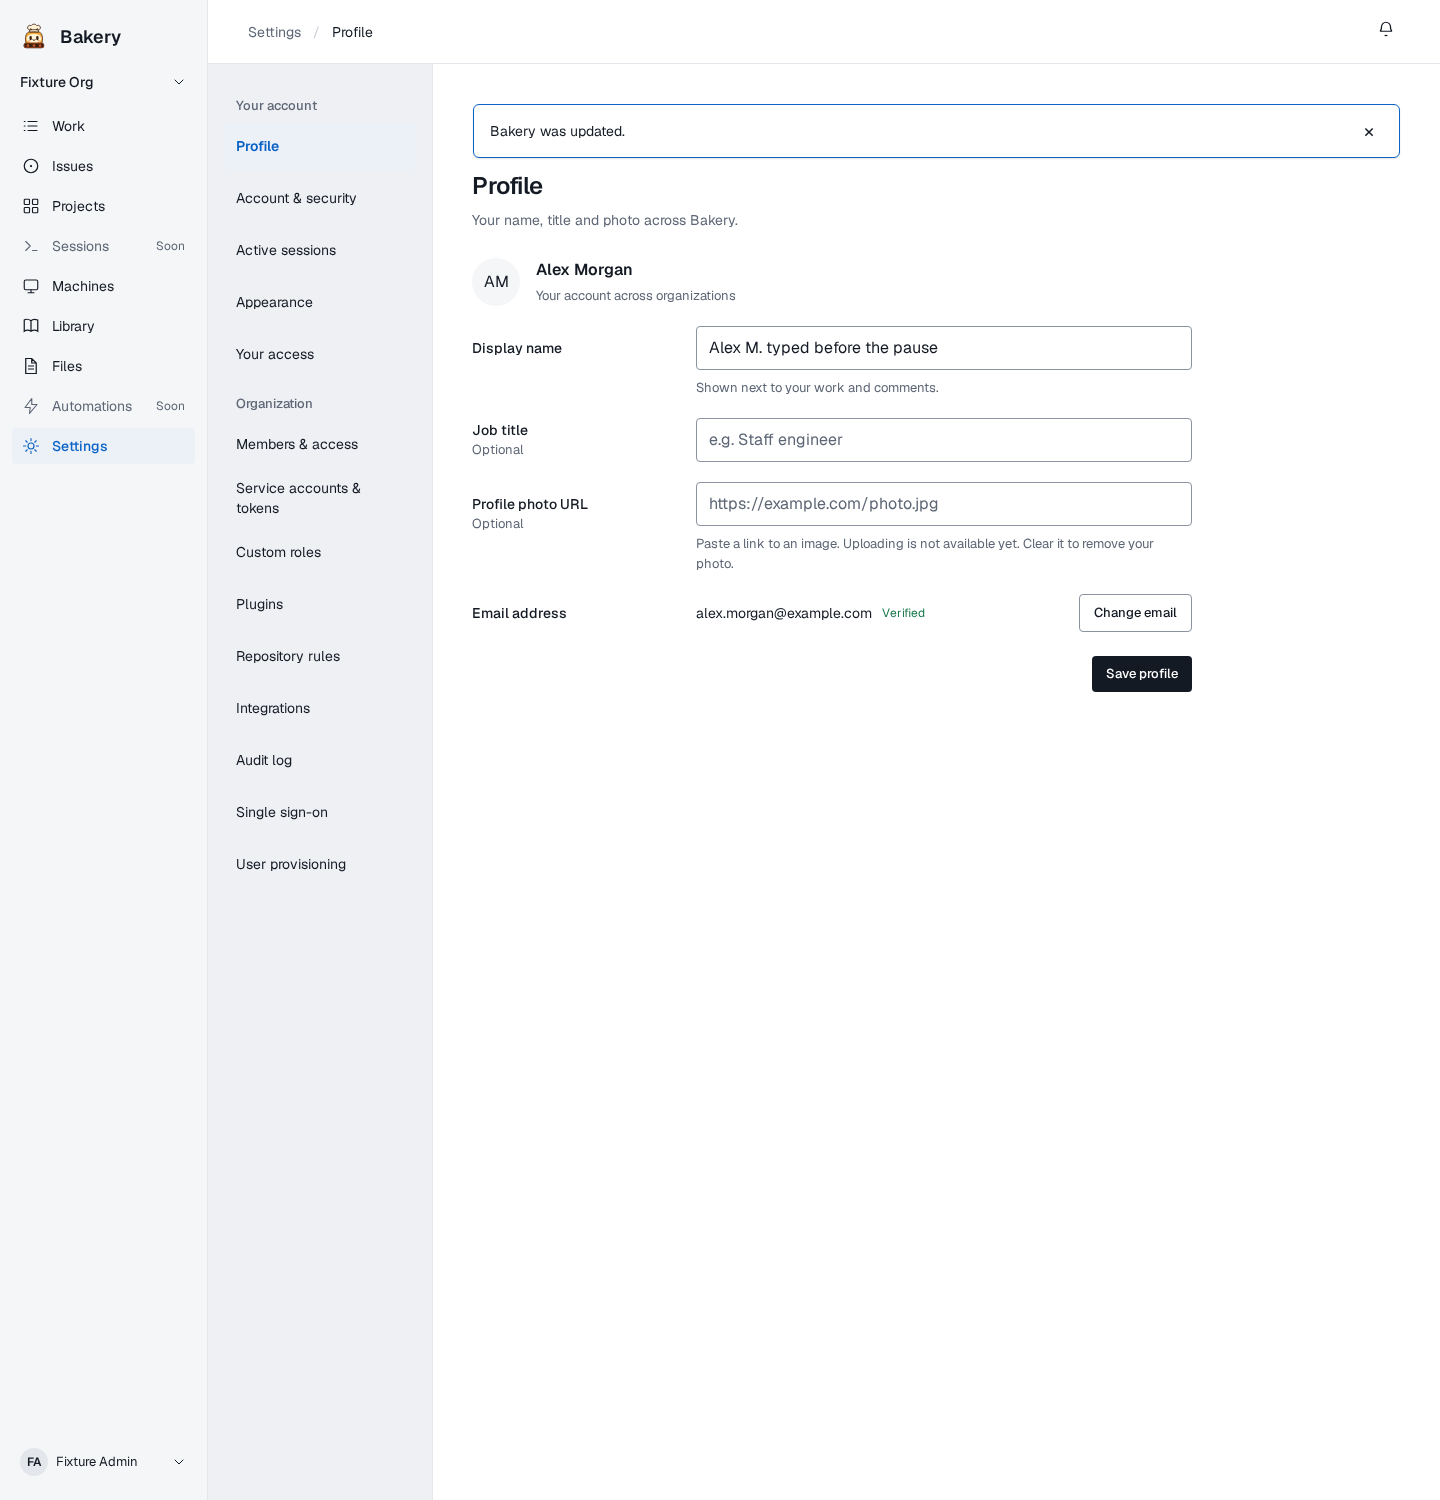 Bakery
Fixture Org
Work
Issues
Projects
Sessions Soon
Machines
Library
Files
Automations Soon
Settings
FA Fixture Admin
Settings / Profile
Your account
Profile
Account & security
Active sessions
Appearance
Your access
Organization
Members & access
Service accounts &
tokens
Custom roles
Plugins
Repository rules
Integrations
Audit log
Single sign-on
User provisioning
Bakery was updated.
Profile
Your name, title and photo across Bakery.
AM
Alex Morgan
Your account across organizations
Display name
Alex M. typed before the pause
Shown next to your work and comments.
Job title
Optional
e.g. Staff engineer
Profile photo URL
Optional
https://example.com/photo.jpg
Paste a link to an image. Uploading is not available yet. Clear it to remove your
photo.
Email address
alex.morgan@example.com Verified
Change email
Save profile